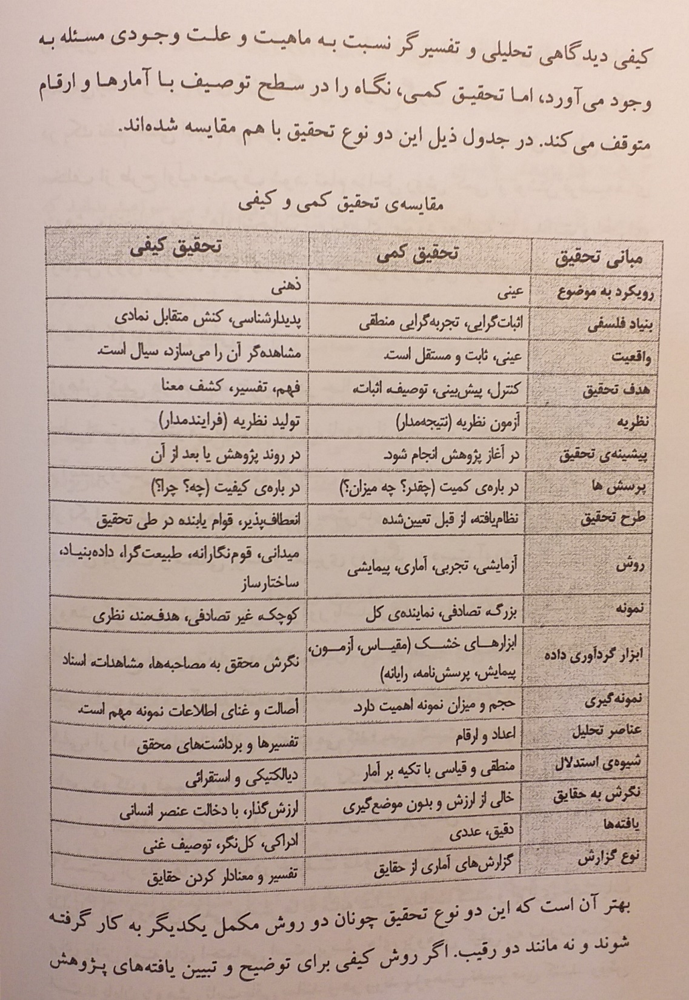 کیفی دیدگاهی تحلیلی و تفسیرگر نسبت به ماهیت و علت وجودی مسئله به
وجود می‌آورد، اما تحقیق کمی، نگاه را در سطح توصیف با آمارها و ارقام
متوقف می‌کند. در جدول ذیل این دو نوع تحقیق با هم مقایسه شده‌اند.
مقایسه‌ی تحقیق کمی و کیفی
مبانی تحقیق تحقیق کمی تحقیق کیفی
رویکرد به موضوع عینی ذهنی
بنیاد فلسفی اثبات‌گرایی، تجربه‌گرایی منطقی پدیدارشناسی، کنش متقابل نمادی
واقعیت عینی، ثابت و مستقل است. مشاهده‌گر آن را می‌سازد، سیال است.
هدف تحقیق کنترل، پیش‌بینی، توصیف، اثبات، فهم، تفسیر، کشف معنا
نظریه آزمون نظریه (نتیجه‌مدار) تولید نظریه (فرایندمدار)
پیشینه‌ی تحقیق در آغاز پژوهش انجام شود. در روند پژوهش یا بعد از آن
پرسش ها در باره‌ی کمیت (چقدر؟ چه میزان؟) در باره‌ی کیفیت (چه؟ چرا؟)
طرح تحقیق نظام‌یافته، از قبل تعیین‌شده انعطاف‌پذیر، قوام یابنده در طی تحقیق
روش آزمایشی، تجربی، آماری، پیمایشی میدانی، قوم‌نگارانه، طبیعت‌گرا، داده‌بنیاد،
ساختارساز
نمونه بزرگ، تصادفی، نماینده‌ی کل کوچک، غیر تصادفی، هدف‌مند، نظری
ابزار گردآوری داده ابزارهای خشک (مقیاس، آزمون،
پیمایش، پرسش‌نامه، رایانه) نگرش محقق به مصاحبه‌ها، مشاهدات، اسناد
نمونه‌گیری حجم و میزان نمونه اهمیت دارد. اصالت و غنای اطلاعات نمونه مهم است.
عناصر تحلیل اعداد و ارقام تفسیرها و برداشت‌های محقق
شیوه‌ی استدلال منطقی و قیاسی با تکیه بر آمار دیالکتیکی و استقرائی
نگرش به حقایق خالی از ارزش و بدون موضع‌گیری ارزش‌گذار، با دخالت عنصر انسانی
یافته‌ها دقیق، عددی ادراکی، کل‌نگر، توصیف غنی
نوع گزارش گزارش‌های آماری از حقایق تفسیر و معنادار کردن حقایق
بهتر آن است که این دو نوع تحقیق چونان دو روش مکمل یکدیگر به کار گرفته
شوند و نه مانند دو رقیب. اگر روش کیفی برای توضیح و تبیین یافته‌های پژوهش